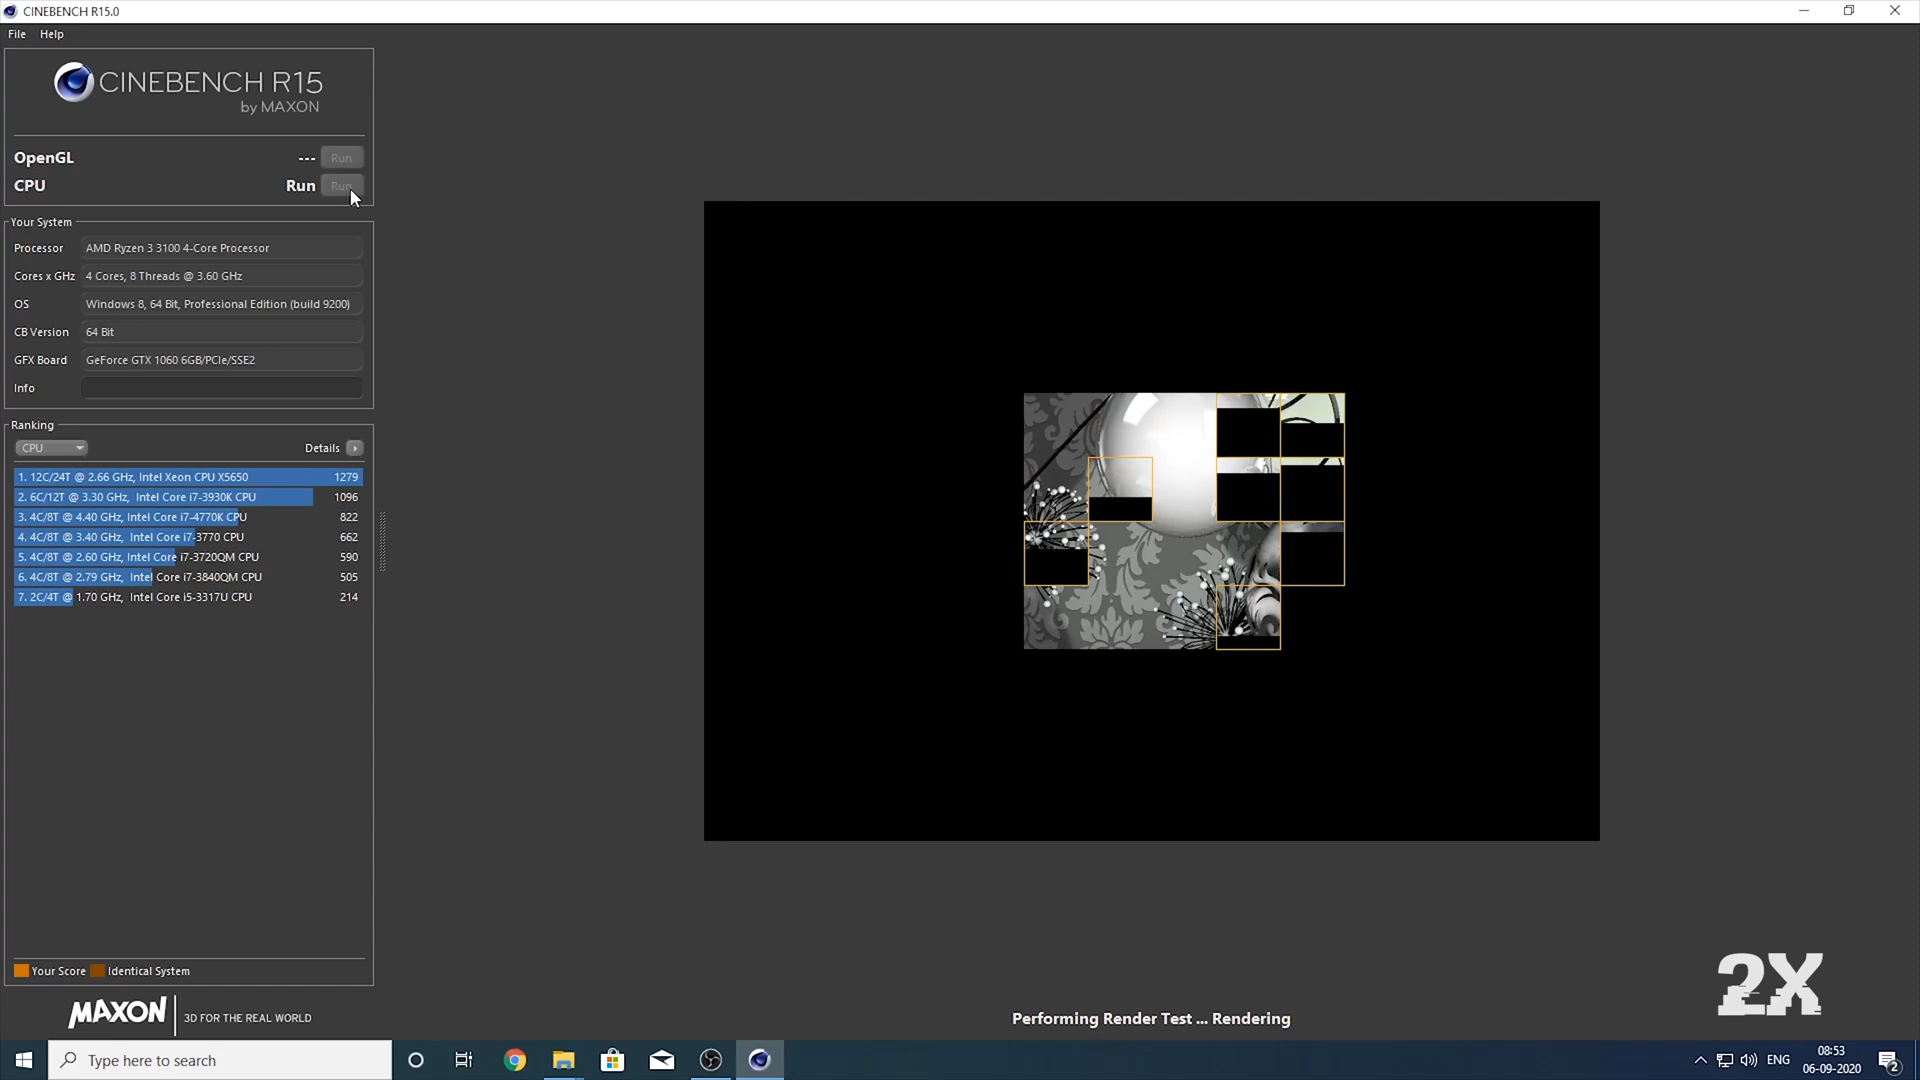 CINEBENCH R15.0
File Help
CINEBENCH R15
by MAXON
OpenGL --- Run
CPU Run Run
Your System
Processor AMD Ryzen 3 3100 4-Core Processor
Cores x GHz 4 Cores, 8 Threads @ 3.60 GHz
OS Windows 8, 64 Bit, Professional Edition (build 9200)
CB Version 64 Bit
GFX Board GeForce GTX 1060 6GB/PCIe/SSE2
Info
Ranking
CPU Details
1. 12C/24T @ 2.66 GHz, Intel Xeon CPU X5650 1279
2. 6C/12T @ 3.30 GHz, Intel Core i7-3930K CPU 1096
3. 4C/8T @ 4.40 GHz, Intel Core i7-4770K CPU 822
4. 4C/8T @ 3.40 GHz, Intel Core i7-3770 CPU 662
5. 4C/8T @ 2.60 GHz, Intel Core i7-3720QM CPU 590
6. 4C/8T @ 2.79 GHz, Intel Core i7-3840QM CPU 505
7. 2C/4T @ 1.70 GHz, Intel Core i5-3317U CPU 214
Your Score Identical System
MAXON 3D FOR THE REAL WORLD
Performing Render Test ... Rendering
2X
Type here to search
ENG
08:53
06-09-2020
2